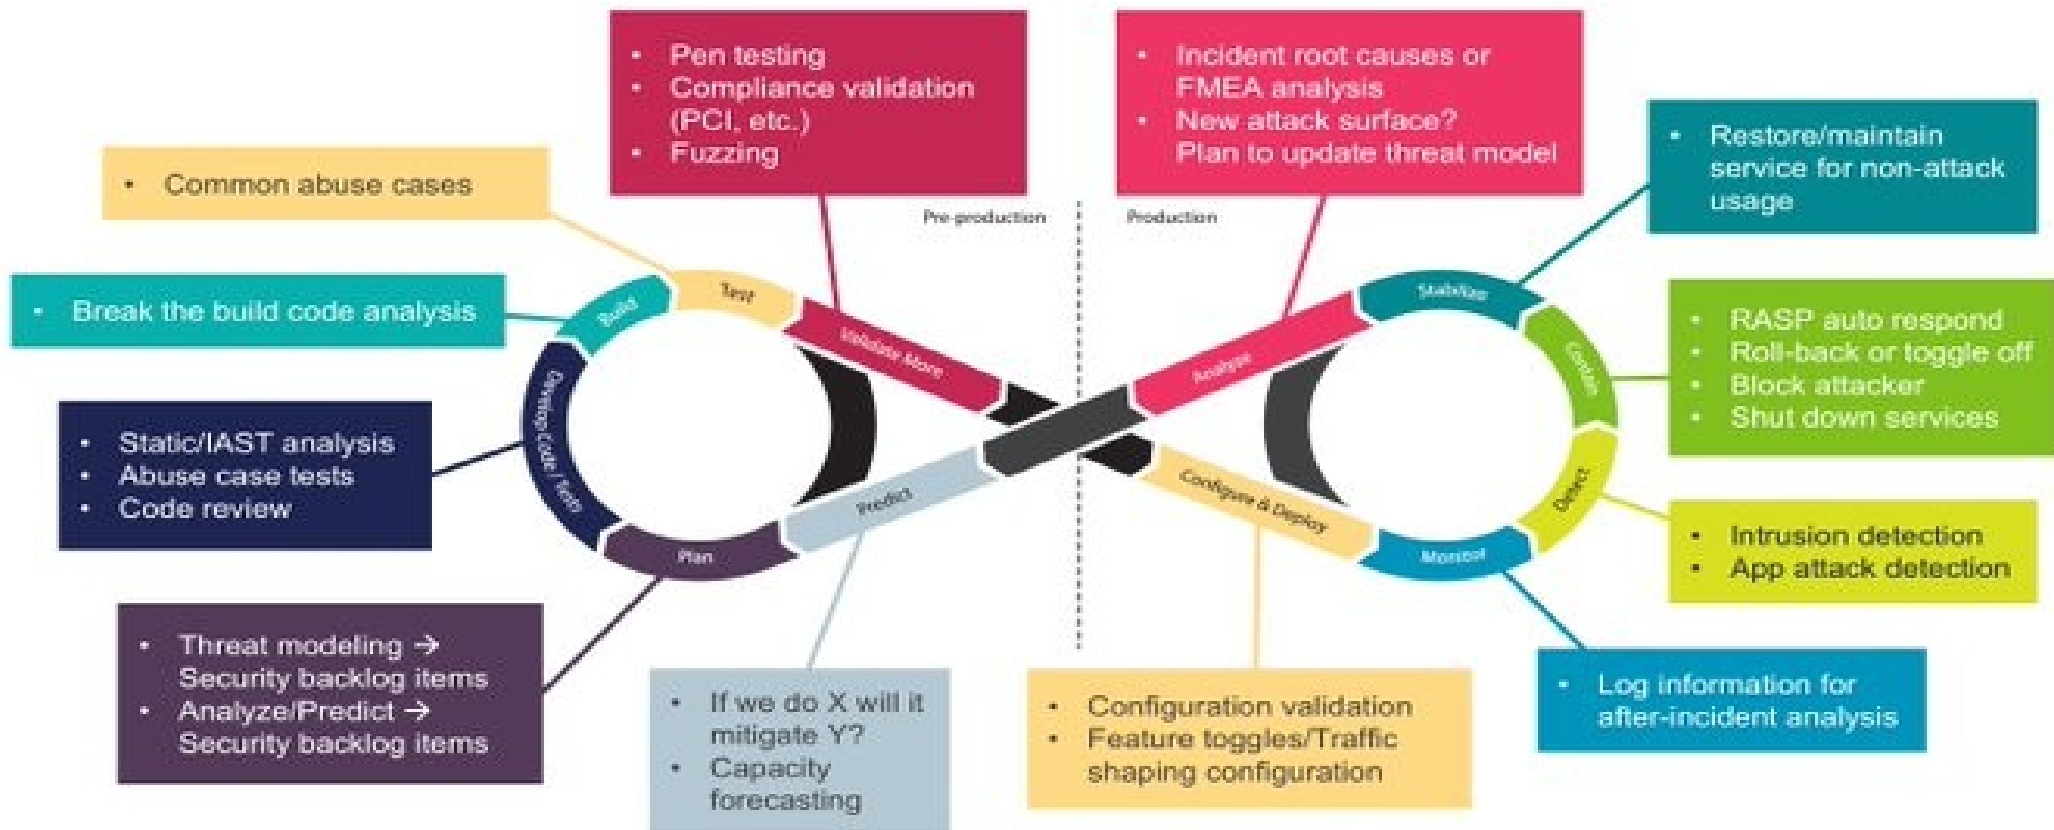 • Pen testing
• Compliance validation
(PCI, etc.)
• Fuzzing
• Incident root causes or
FMEA analysis
• New attack surface?
Plan to update threat model
• Restore/maintain
service for non-attack
usage
• Common abuse cases
Pre-production
Production
• Break the build code analysis
Build
Test
Validate More
Analyze
Stabilize
Contain
• RASP auto respond
• Roll-back or toggle off
• Block attacker
• Shut down services
• Static/IAST analysis
• Abuse case tests
• Code review
Develop Code / Tests
Plan
Predict
Configure & Deploy
Monitor
Detect
• Intrusion detection
• App attack detection
• Threat modeling →
Security backlog items
• Analyze/Predict →
Security backlog items
• If we do X will it
mitigate Y?
• Capacity
forecasting
• Configuration validation
• Feature toggles/Traffic
shaping configuration
• Log information for
after-incident analysis